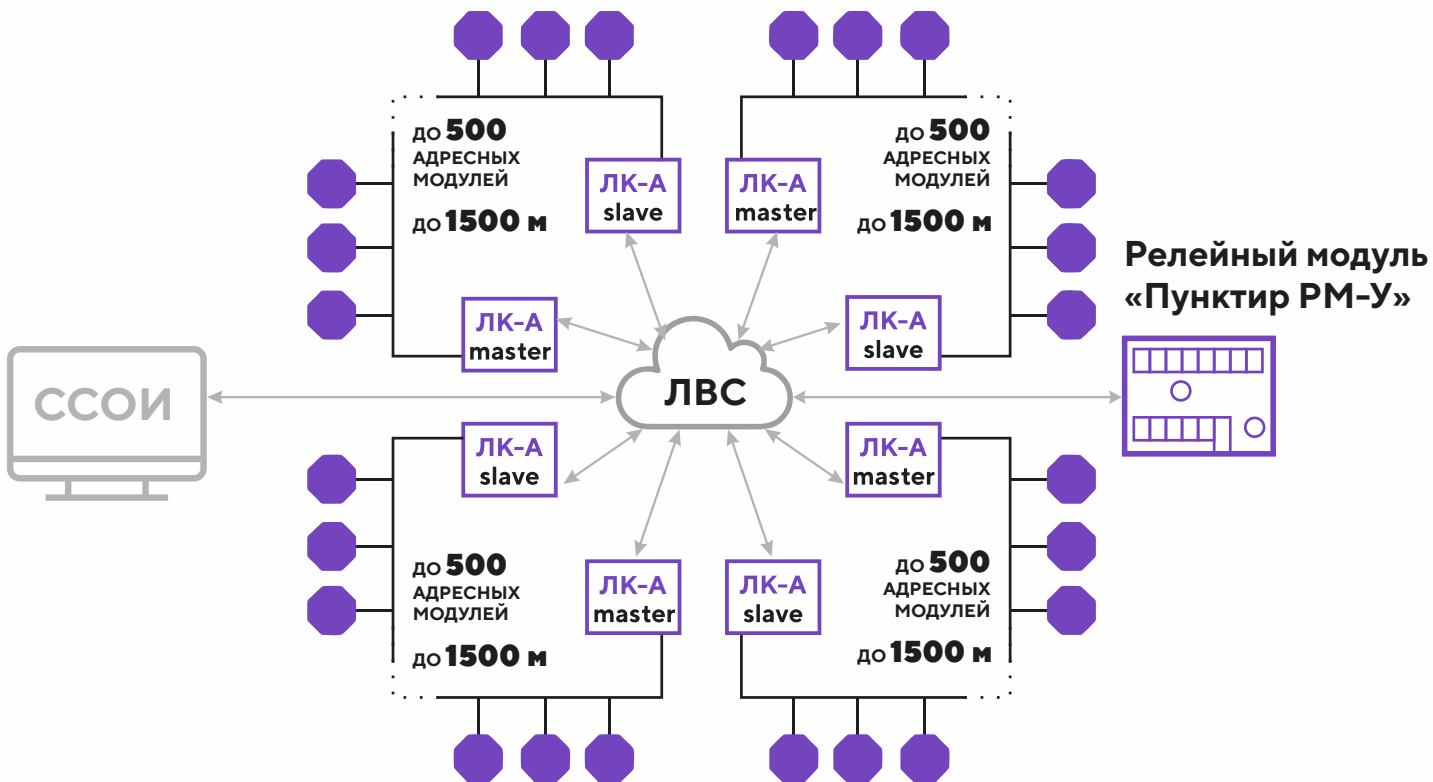 до 500
адресных
модулей
до 1500 м
ЛК-А
slave
ЛК-А
master
ЛК-А
master
до 500
адресных
модулей
до 1500 м
ЛК-А
slave
Релейный модуль
«Пунктир РМ-У»
ССОИ
ЛВС
ЛК-А
slave
до 500
адресных
модулей
до 1500 м
ЛК-А
master
ЛК-А
master
ЛК-А
slave
до 500
адресных
модулей
до 1500 м